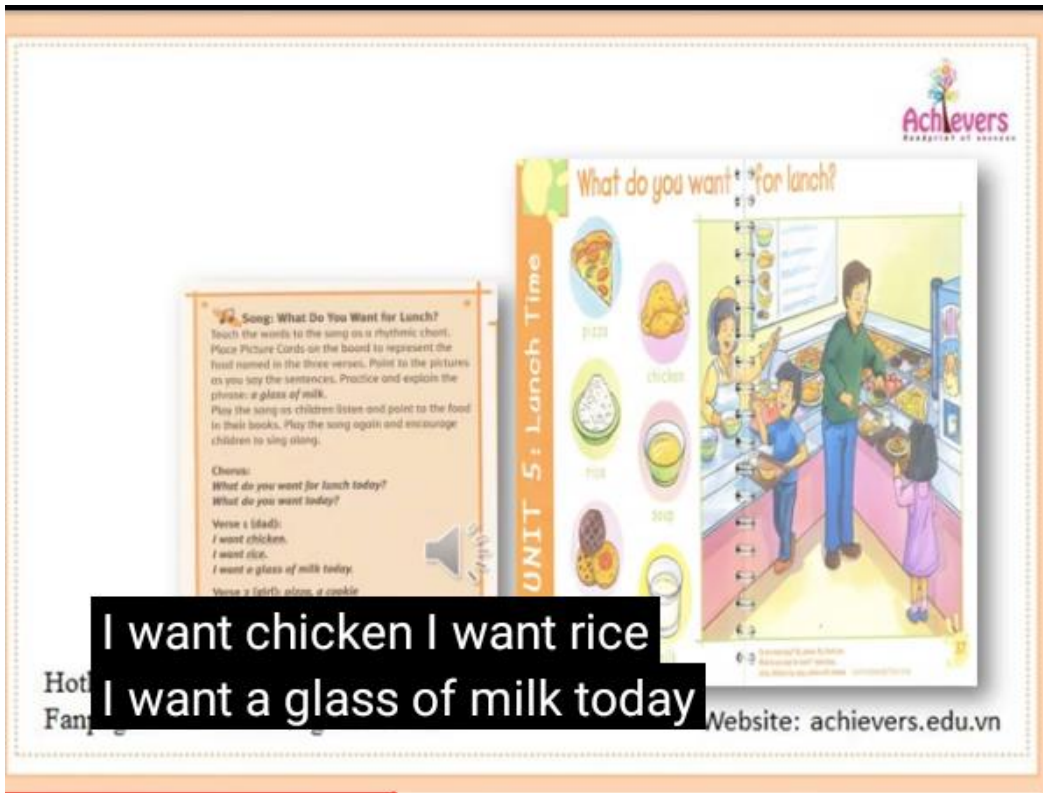 Achievers
What do you want for lunch?
UNIT 5: Lunch Time
pizza
chicken
rice
soup
Song: What Do You Want for Lunch?
Teach the words to the song as a rhythmic chant.
Place Picture Cards on the board to represent the
food named in the three verses. Point to the pictures
as you say the sentences. Practice and explain the
phrase: a glass of milk.
Play the song as children listen and point to the food
in their books. Play the song again and encourage
children to sing along.
Chorus:
What do you want for lunch today?
What do you want today?
Verse 1 (dad):
I want chicken.
I want rice.
I want a glass of milk today.
Verse 2 (girl): pizza, a cookie
I want chicken I want rice
I want a glass of milk today
37
Website: achievers.edu.vn